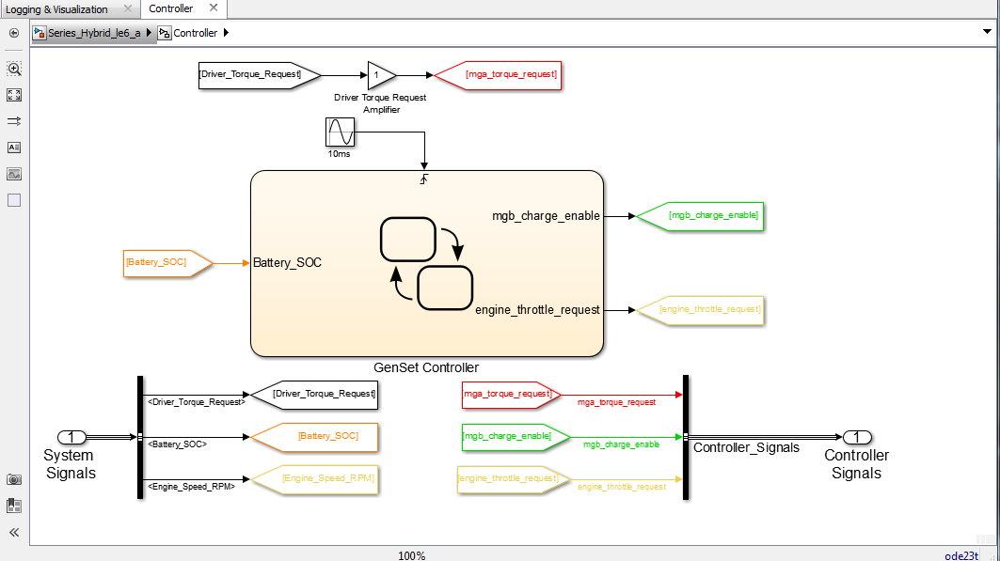 Logging & Visualization
Controller
Series_Hybrid_le6_a
Controller
[Driver_Torque_Request]
1
[mga_torque_request]
Driver Torque Request
Amplifier
10ms
mgb_charge_enable
[mgb_charge_enable]
[Battery_SOC]
Battery_SOC
engine_throttle_request
[engine_throttle_request]
GenSet Controller
[Driver_Torque_Request]
<Driver_Torque_Request>
[mga_torque_request]
mga_torque_request
1
System
Signals
[Battery_SOC]
<Battery_SOC>
[mgb_charge_enable]
mgb_charge_enable
Controller_Signals
1
Controller
Signals
[Engine_Speed_RPM]
<Engine_Speed_RPM>
[engine_throttle_request]
engine_throttle_request
100%
ode23t